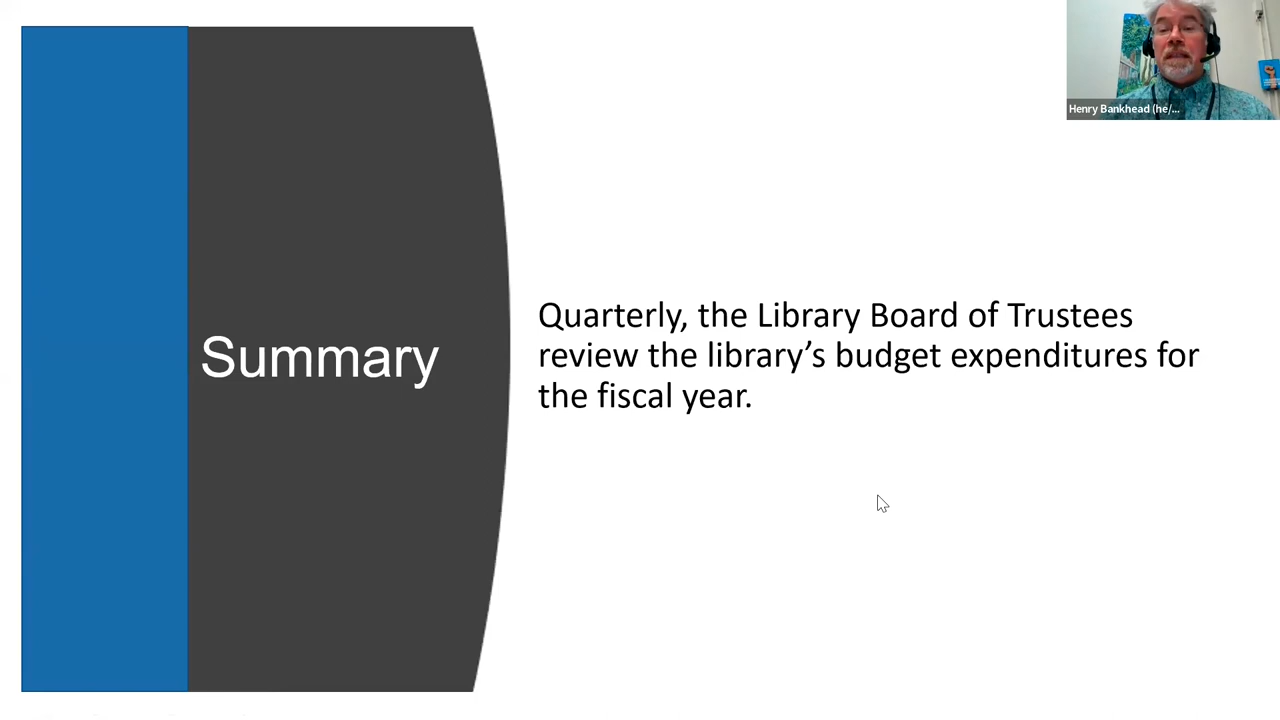 Henry Bankhead (he/...
Summary
Quarterly, the Library Board of Trustees
review the library’s budget expenditures for
the fiscal year.